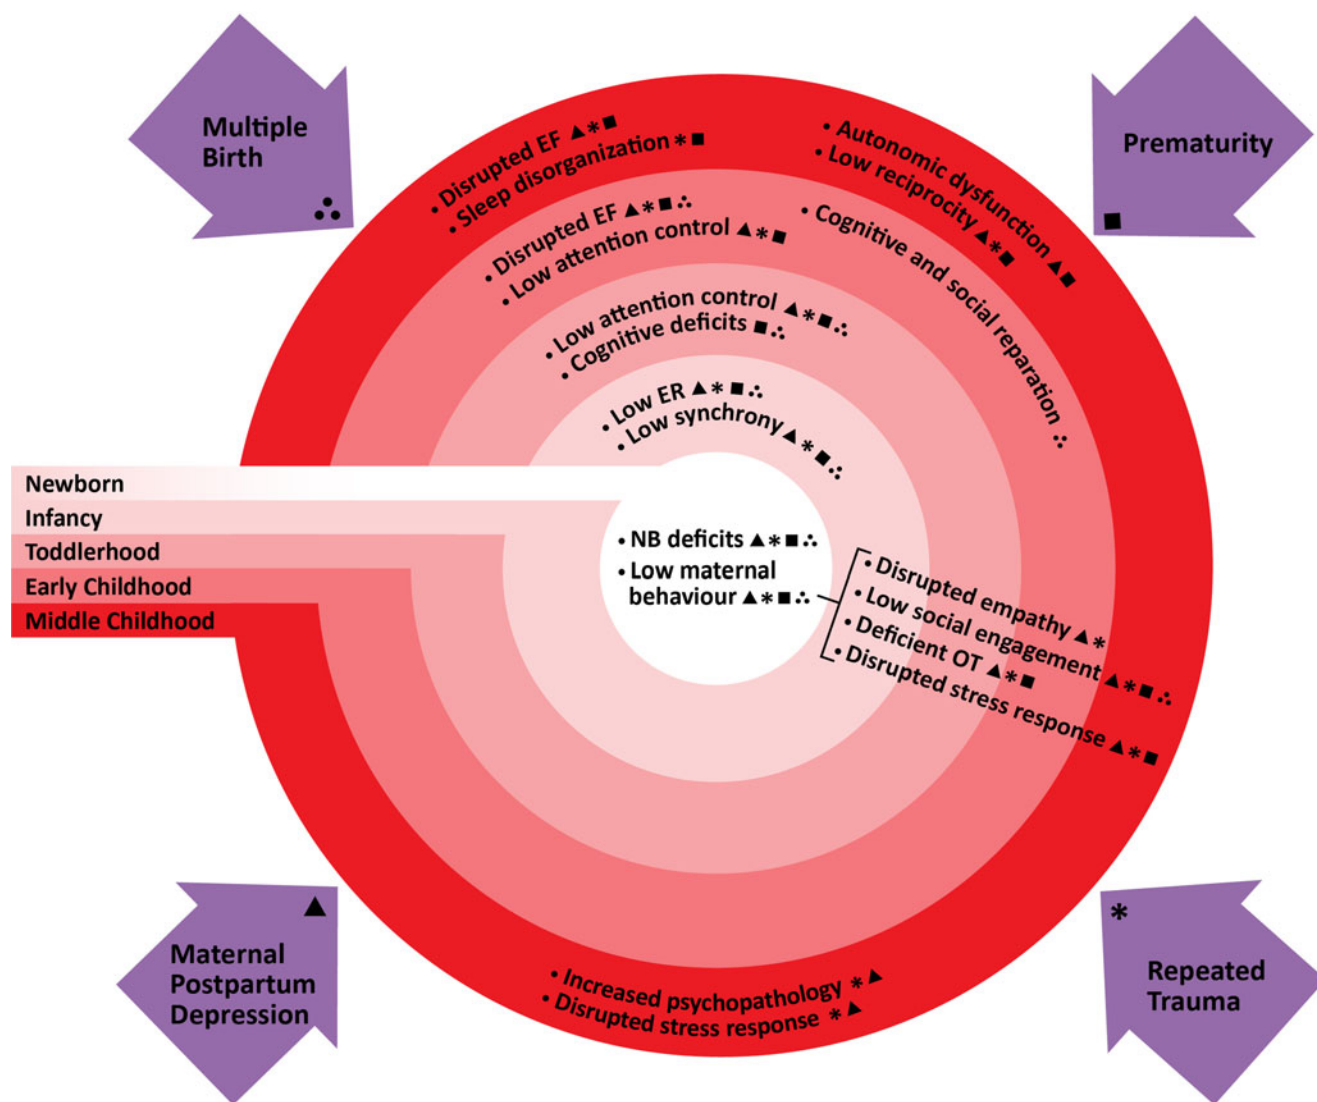 Multiple
Birth
Prematurity
• Disrupted EF ▲*■
• Sleep disorganization *■
• Autonomic dysfunction ▲■
• Low reciprocity ▲*■
• Disrupted EF ▲*■∴
• Low attention control ▲*■
• Cognitive and social reparation ∴
• Low attention control ▲*■∴
• Cognitive deficits ■∴
• Low ER ▲*■∴
• Low synchrony ▲*■∴
Newborn
Infancy
Toddlerhood
Early Childhood
Middle Childhood
• NB deficits ▲*■∴
• Low maternal
behaviour ▲*■∴
• Disrupted empathy ▲*
• Low social engagement ▲*■∴
• Deficient OT ▲*■
• Disrupted stress response ▲*■
• Increased psychopathology *▲
• Disrupted stress response *▲
Maternal
Postpartum
Depression
Repeated
Trauma